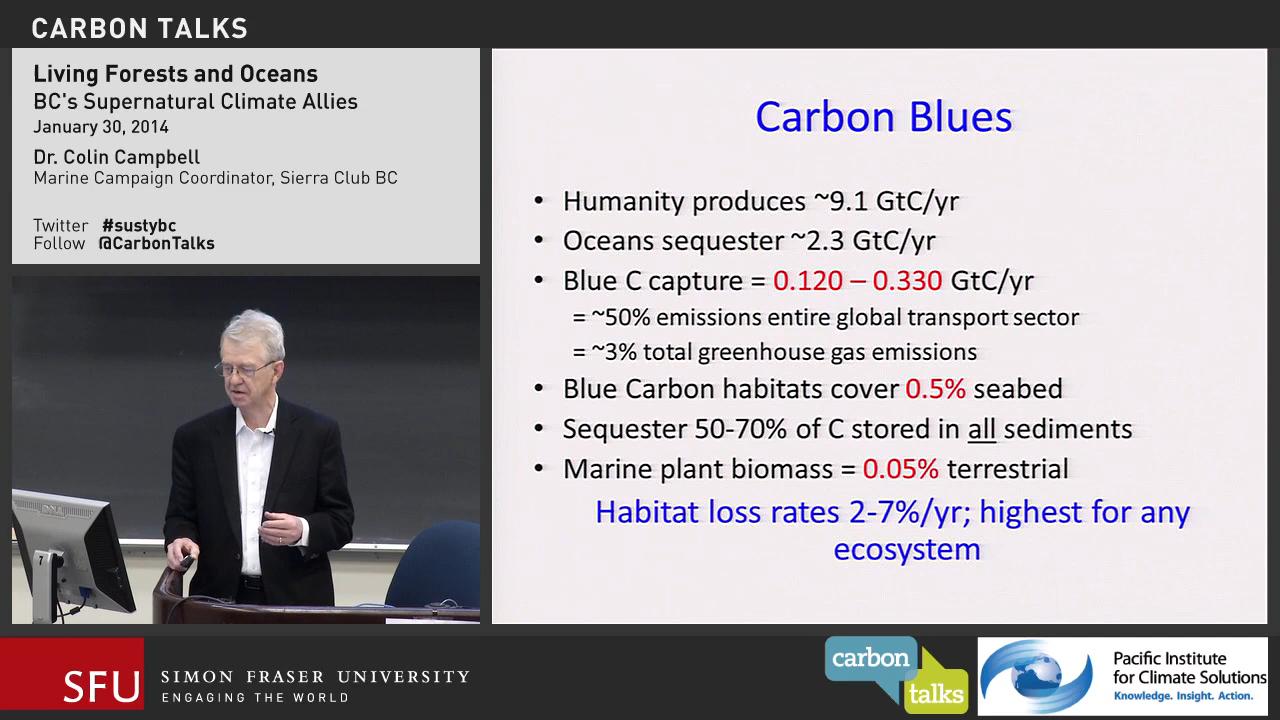 CARBON TALKS
Living Forests and Oceans
BC's Supernatural Climate Allies
January 30, 2014
Dr. Colin Campbell
Marine Campaign Coordinator, Sierra Club BC
Twitter #sustybc
Follow @CarbonTalks
7
Carbon Blues
• Humanity produces ~9.1 GtC/yr
• Oceans sequester ~2.3 GtC/yr
• Blue C capture = 0.120 – 0.330 GtC/yr
= ~50% emissions entire global transport sector
= ~3% total greenhouse gas emissions
• Blue Carbon habitats cover 0.5% seabed
• Sequester 50-70% of C stored in all sediments
• Marine plant biomass = 0.05% terrestrial
Habitat loss rates 2-7%/yr; highest for any
ecosystem
SFU
SIMON FRASER UNIVERSITY
ENGAGING THE WORLD
carbon
talks
Pacific Institute
for Climate Solutions
Knowledge. Insight. Action.